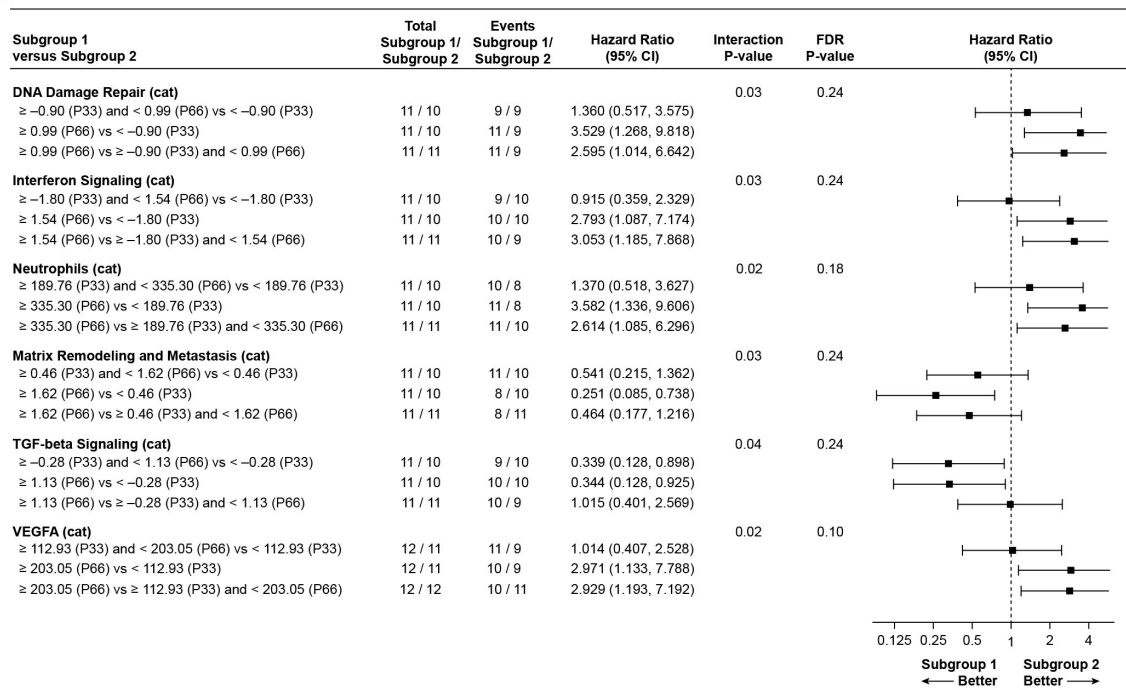 Subgroup 1 versus Subgroup 2 | Total Subgroup 1/ Subgroup 2 | Events Subgroup 1/ Subgroup 2 | Hazard Ratio (95% CI) | Interaction P-value | FDR P-value | Hazard Ratio (95% CI)
DNA Damage Repair (cat) 0.03 0.24
≥ –0.90 (P33) and < 0.99 (P66) vs < –0.90 (P33) 11 / 10 9 / 9 1.360 (0.517, 3.575)
≥ 0.99 (P66) vs < –0.90 (P33) 11 / 10 11 / 9 3.529 (1.268, 9.818)
≥ 0.99 (P66) vs ≥ –0.90 (P33) and < 0.99 (P66) 11 / 11 11 / 9 2.595 (1.014, 6.642)
Interferon Signaling (cat) 0.03 0.24
≥ –1.80 (P33) and < 1.54 (P66) vs < –1.80 (P33) 11 / 10 9 / 10 0.915 (0.359, 2.329)
≥ 1.54 (P66) vs < –1.80 (P33) 11 / 10 10 / 10 2.793 (1.087, 7.174)
≥ 1.54 (P66) vs ≥ –1.80 (P33) and < 1.54 (P66) 11 / 11 10 / 9 3.053 (1.185, 7.868)
Neutrophils (cat) 0.02 0.18
≥ 189.76 (P33) and < 335.30 (P66) vs < 189.76 (P33) 11 / 10 10 / 8 1.370 (0.518, 3.627)
≥ 335.30 (P66) vs < 189.76 (P33) 11 / 10 11 / 8 3.582 (1.336, 9.606)
≥ 335.30 (P66) vs ≥ 189.76 (P33) and < 335.30 (P66) 11 / 11 11 / 10 2.614 (1.085, 6.296)
Matrix Remodeling and Metastasis (cat) 0.03 0.24
≥ 0.46 (P33) and < 1.62 (P66) vs < 0.46 (P33) 11 / 10 11 / 10 0.541 (0.215, 1.362)
≥ 1.62 (P66) vs < 0.46 (P33) 11 / 10 8 / 10 0.251 (0.085, 0.738)
≥ 1.62 (P66) vs ≥ 0.46 (P33) and < 1.62 (P66) 11 / 11 8 / 11 0.464 (0.177, 1.216)
TGF-beta Signaling (cat) 0.04 0.24
≥ –0.28 (P33) and < 1.13 (P66) vs < –0.28 (P33) 11 / 10 9 / 10 0.339 (0.128, 0.898)
≥ 1.13 (P66) vs < –0.28 (P33) 11 / 10 10 / 10 0.344 (0.128, 0.925)
≥ 1.13 (P66) vs ≥ –0.28 (P33) and < 1.13 (P66) 11 / 11 10 / 9 1.015 (0.401, 2.569)
VEGFA (cat) 0.02 0.10
≥ 112.93 (P33) and < 203.05 (P66) vs < 112.93 (P33) 12 / 11 11 / 9 1.014 (0.407, 2.528)
≥ 203.05 (P66) vs < 112.93 (P33) 12 / 11 10 / 9 2.971 (1.133, 7.788)
≥ 203.05 (P66) vs ≥ 112.93 (P33) and < 203.05 (P66) 12 / 12 10 / 11 2.929 (1.193, 7.192)
0.125 0.25 0.5 1 2 4
Subgroup 1 Subgroup 2
Better Better